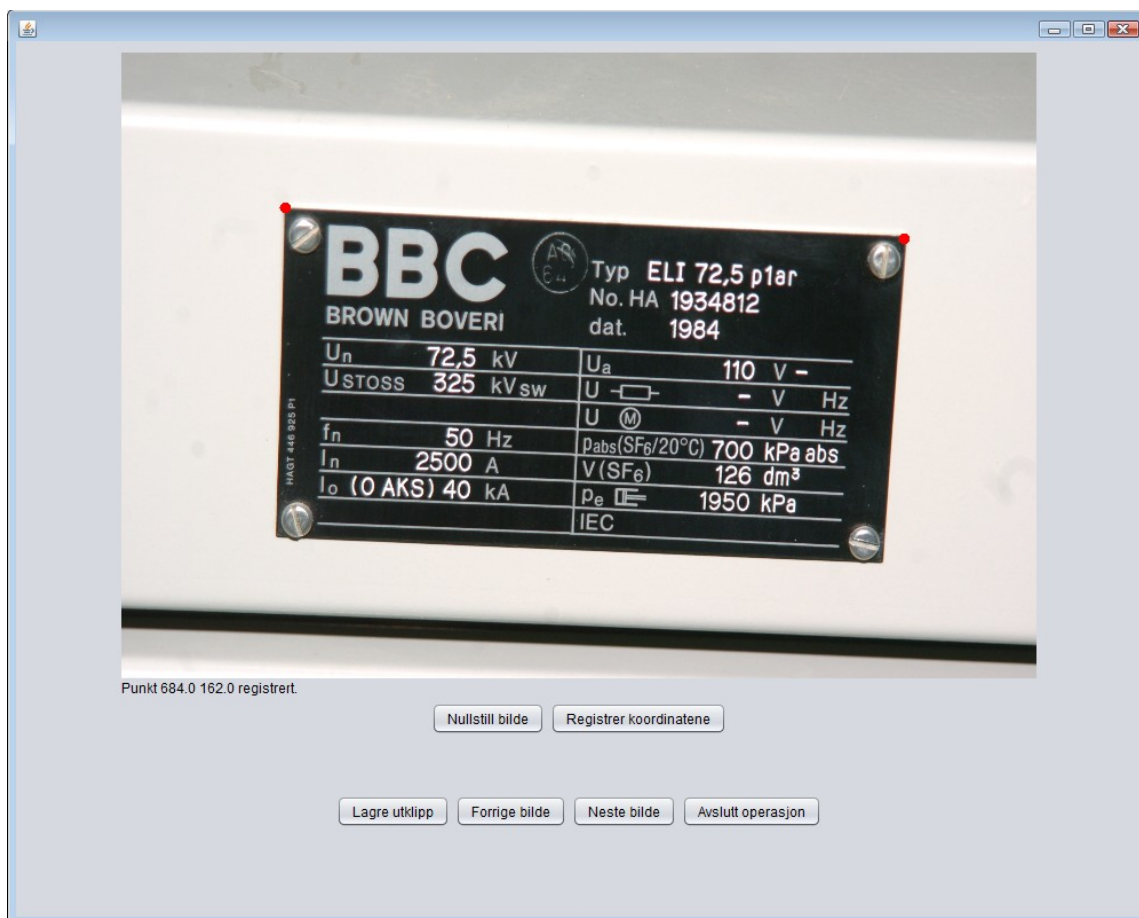 BBC
BROWN BOVERI
Typ ELI 72,5 p1ar
No. HA 1934812
dat. 1984
Un 72,5 kV
USTOSS 325 kVsw
fn 50 Hz
In 2500 A
Io (0 AKS) 40 kA
HAGT 446 925 P1
Ua 110 V -
U - V Hz
U M - V Hz
pabs(SF6/20°C) 700 kPa abs
V(SF6) 126 dm³
pe 1950 kPa
IEC
Punkt 684.0 162.0 registrert.
Nullstill bilde Registrer koordinatene
Lagre utklipp Forrige bilde Neste bilde Avslutt operasjon